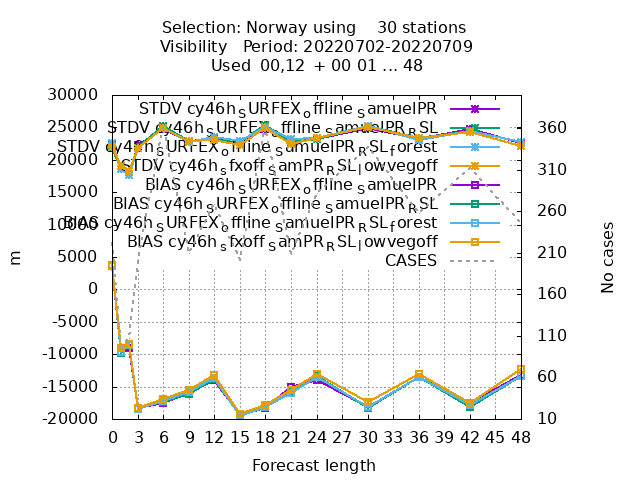 Selection: Norway using 30 stations
Visibility Period: 20220702-20220709
Used 00,12 + 00 01 ... 48
30000
25000
20000
15000
10000
5000
0
-5000
-10000
-15000
-20000
m
STDV cy46h_SURFEX_offline_SamuelPR
STDV cy46h_SURFEX_offline_SamuelPR_RSL
STDV cy46h_SURFEX_offline_SamuelPR_RSL_forest
STDV cy46h_sfxoff_SamPR_RSL_lowvegoff
BIAS cy46h_SURFEX_offline_SamuelPR
BIAS cy46h_SURFEX_offline_SamuelPR_RSL
BIAS cy46h_SURFEX_offline_SamuelPR_RSL_forest
BIAS cy46h_sfxoff_SamPR_RSL_lowvegoff
CASES
360
310
260
210
160
110
60
10
No cases
0 3 6 9 12 15 18 21 24 27 30 33 36 39 42 45 48
Forecast length